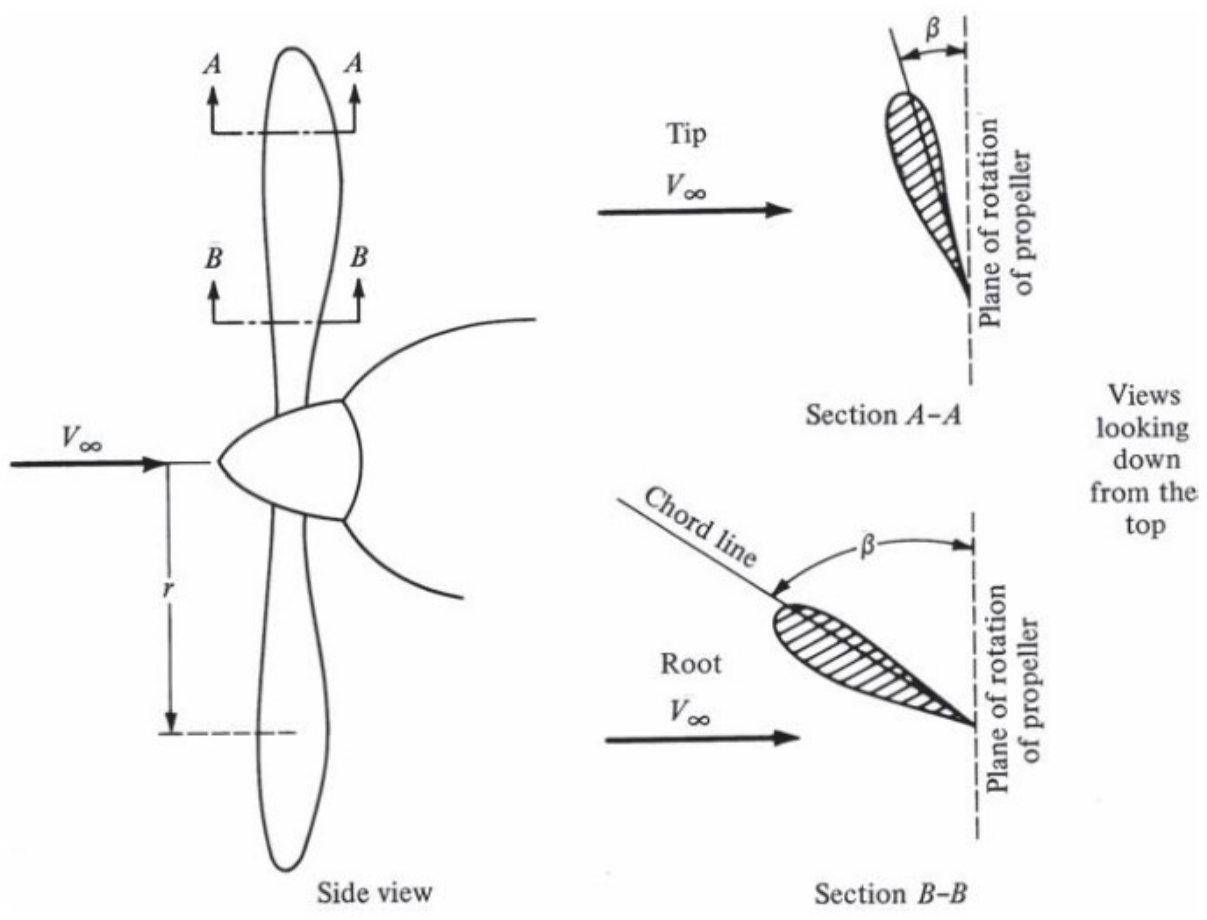 A
A
B
B
V∞
r
Side view
Tip
V∞
β
Plane of rotation
of propeller
Section A–A
Chord line
β
Root
V∞
Plane of rotation
of propeller
Section B–B
Views
looking
down
from the
top